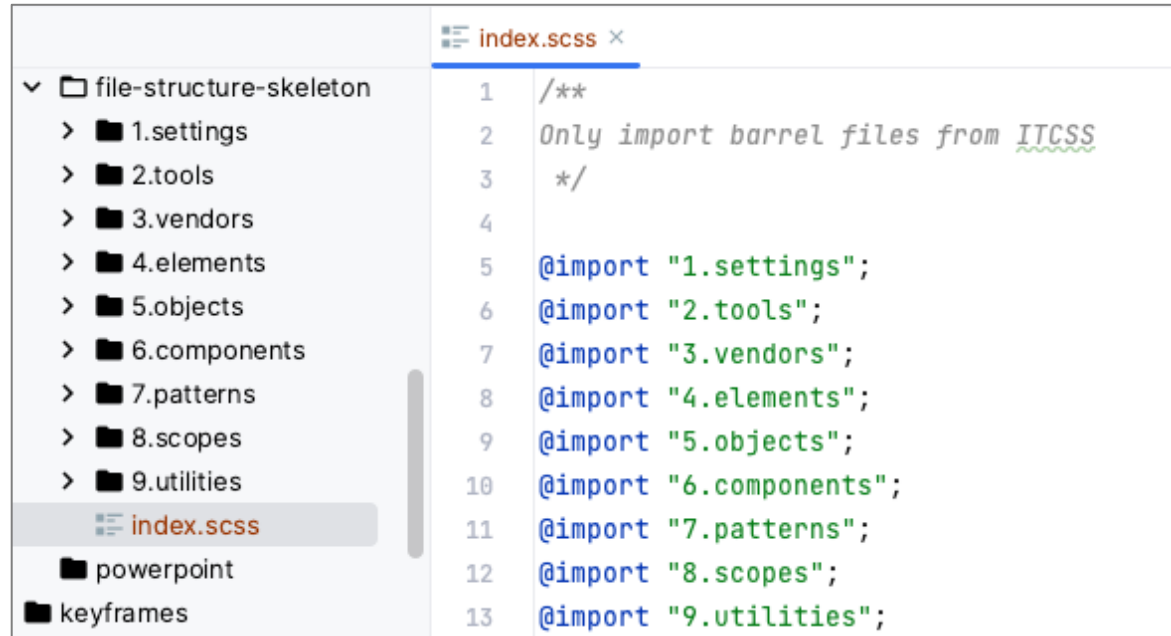 index.scss ×
file-structure-skeleton
1.settings
2.tools
3.vendors
4.elements
5.objects
6.components
7.patterns
8.scopes
9.utilities
index.scss
powerpoint
keyframes
1 /**
2 Only import barrel files from ITCSS
3 */
4
5 @import "1.settings";
6 @import "2.tools";
7 @import "3.vendors";
8 @import "4.elements";
9 @import "5.objects";
10 @import "6.components";
11 @import "7.patterns";
12 @import "8.scopes";
13 @import "9.utilities";